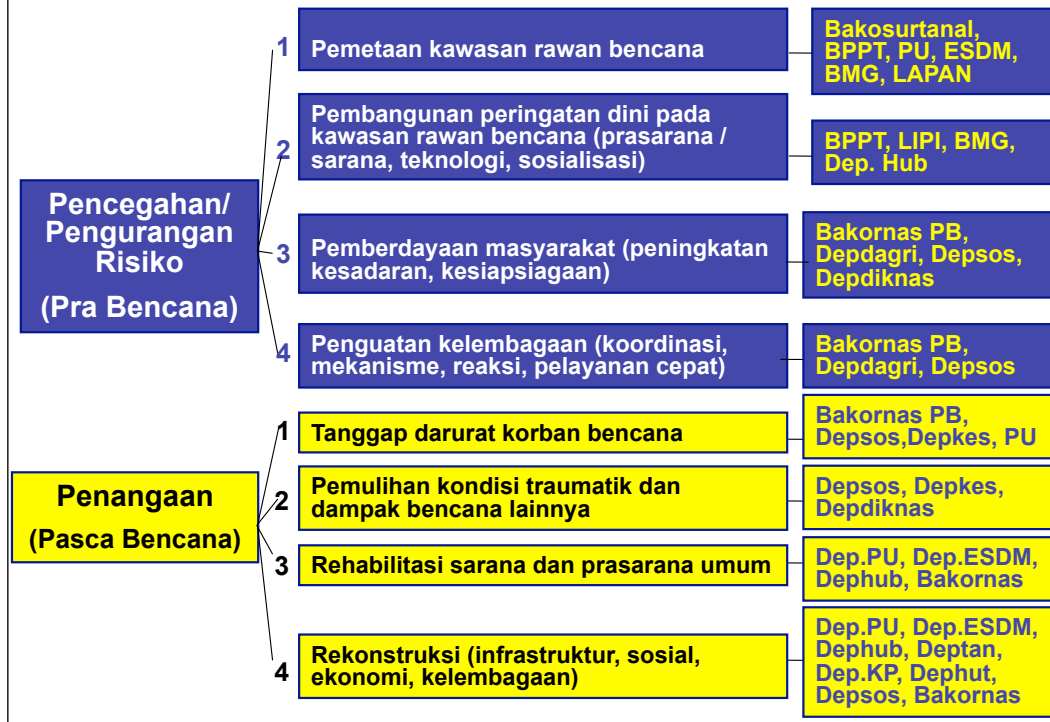 Pencegahan/
Pengurangan
Risiko
(Pra Bencana)
1
Pemetaan kawasan rawan bencana
Bakosurtanal,
BPPT, PU, ESDM,
BMG, LAPAN
2
Pembangunan peringatan dini pada
kawasan rawan bencana (prasarana /
sarana, teknologi, sosialisasi)
BPPT, LIPI, BMG,
Dep. Hub
3
Pemberdayaan masyarakat (peningkatan
kesadaran, kesiapsiagaan)
Bakornas PB,
Depdagri, Depsos,
Depdiknas
4
Penguatan kelembagaan (koordinasi,
mekanisme, reaksi, pelayanan cepat)
Bakornas PB,
Depdagri, Depsos
Penangaan
(Pasca Bencana)
1
Tanggap darurat korban bencana
Bakornas PB,
Depsos,Depkes, PU
2
Pemulihan kondisi traumatik dan
dampak bencana lainnya
Depsos, Depkes,
Depdiknas
3
Rehabilitasi sarana dan prasarana umum
Dep.PU, Dep.ESDM,
Dephub, Bakornas
4
Rekonstruksi (infrastruktur, sosial,
ekonomi, kelembagaan)
Dep.PU, Dep.ESDM,
Dephub, Deptan,
Dep.KP, Dephut,
Depsos, Bakornas